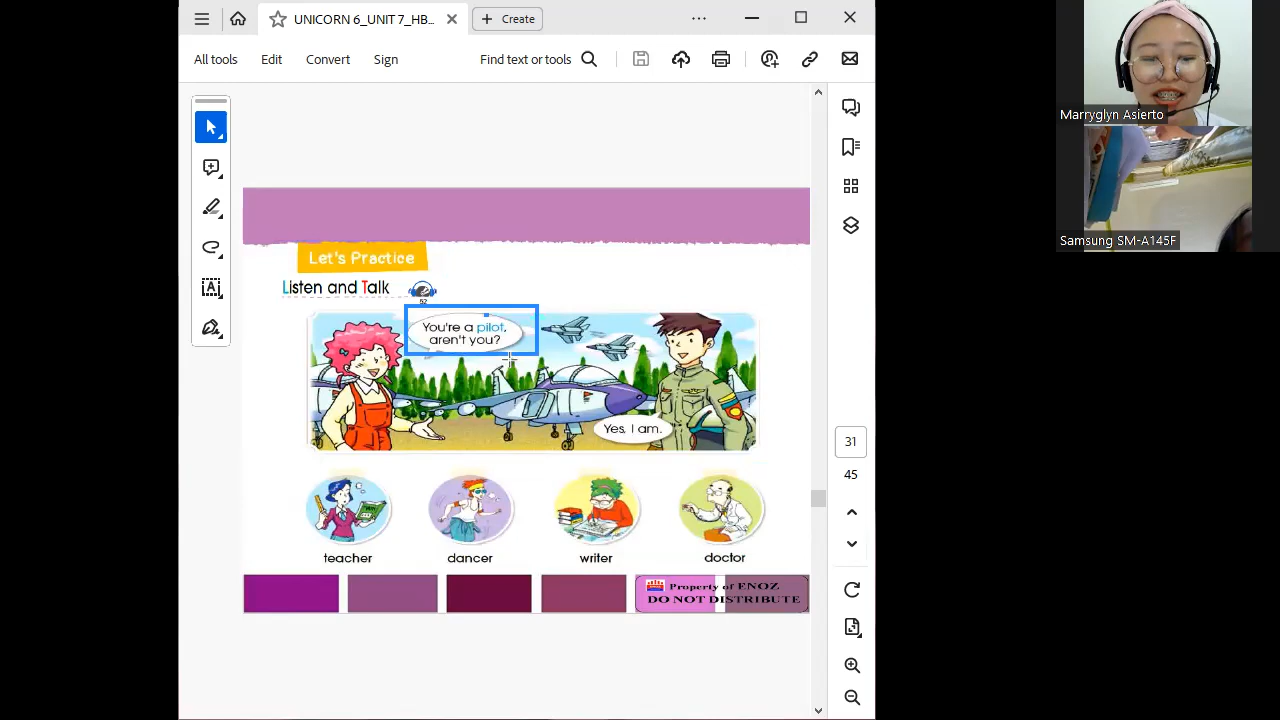 UNICORN 6_UNIT 7_HB...
Create
All tools
Edit
Convert
Sign
Find text or tools
Marryglyn Asierto
Samsung SM-A145F
Let's Practice
Listen and Talk
52
You're a pilot,
aren't you?
Yes, I am.
31
45
teacher
dancer
writer
doctor
Property of ENOZ
DO NOT DISTRIBUTE